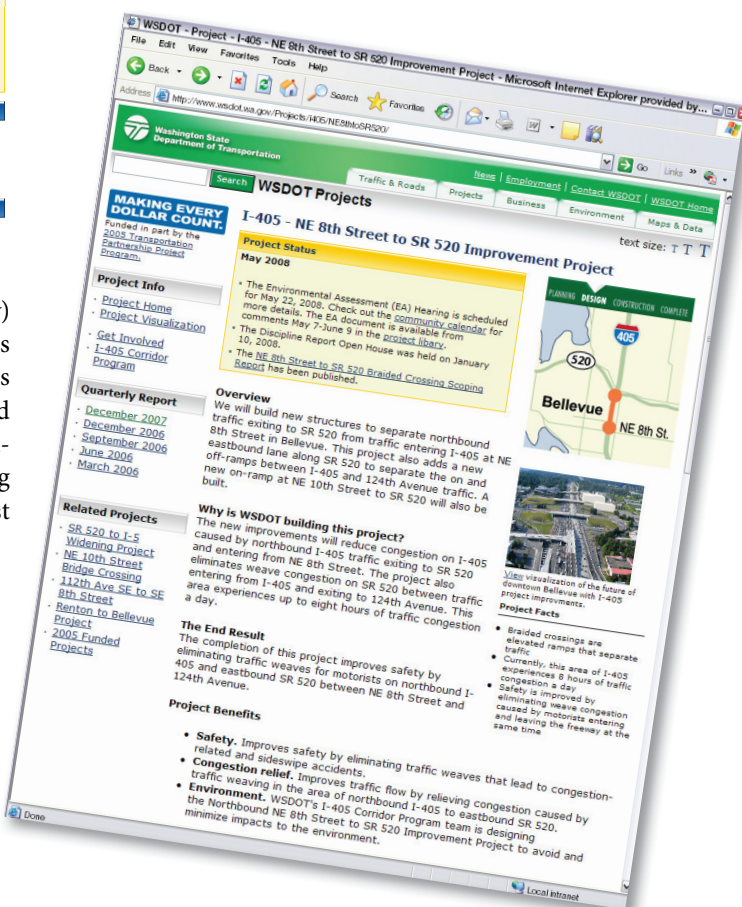 WSDOT - Project - I-405 - NE 8th Street to SR 520 Improvement Project - Microsoft Internet Explorer provided by...
File Edit View Favorites Tools Help
Back Search Favorites
Address http://www.wsdot.wa.gov/Projects/i405/NE8thtoSR520/ Go Links »
Washington State
Department of Transportation
News | Employment | Contact WSDOT | WSDOT Home
Search WSDOT Projects
Traffic & Roads Projects Business Environment Maps & Data
text size: T T T
MAKING EVERY
DOLLAR COUNT.
Funded in part by the
2005 Transportation
Partnership Project
Program.
Project Info
· Project Home
· Project Visualization
· Get Involved
· I-405 Corridor
Program
Quarterly Report
· December 2007
· December 2006
· September 2006
· June 2006
· March 2006
Related Projects
· SR 520 to I-5
Widening Project
· NE 10th Street
Bridge Crossing
· 112th Ave SE to SE
8th Street
· Renton to Bellevue
Project
· 2005 Funded
Projects
I-405 - NE 8th Street to SR 520 Improvement Project
Project Status
May 2008
• The Environmental Assessment (EA) Hearing is scheduled
for May 22, 2008. Check out the community calendar for
more details. The EA document is available from
comments May 7-June 9 in the project libary.
• The Discipline Report Open House was held on January
10, 2008.
• The NE 8th Street to SR 520 Braided Crossing Scoping
Report has been published.
Overview
We will build new structures to separate northbound
traffic exiting to SR 520 from traffic entering I-405 at NE
8th Street in Bellevue. This project also adds a new
eastbound lane along SR 520 to separate the on and
off-ramps between I-405 and 124th Avenue traffic. A
new on-ramp at NE 10th Street to SR 520 will also be
built.
Why is WSDOT building this project?
The new improvements will reduce congestion on I-405
caused by northbound I-405 traffic exiting to SR 520
and entering from NE 8th Street. The project also
eliminates weave congestion on SR 520 between traffic
entering from I-405 and exiting to 124th Avenue. This
area experiences up to eight hours of traffic congestion
a day.
The End Result
The completion of this project improves safety by
eliminating traffic weaves for motorists on northbound I-
405 and eastbound SR 520 between NE 8th Street and
124th Avenue.
Project Benefits
• Safety. Improves safety by eliminating traffic weaves that lead to congestion-
related and sideswipe accidents.
• Congestion relief. Improves traffic flow by relieving congestion caused by
traffic weaving in the area of northbound I-405 to eastbound SR 520.
• Environment. WSDOT's I-405 Corridor Program team is designing
the Northbound NE 8th Street to SR 520 Improvement Project to avoid and
minimize impacts to the environment.
PLANNING DESIGN CONSTRUCTION COMPLETE
405
520
Bellevue
NE 8th St.
View visualization of the future of
downtown Bellevue with I-405
project improvments.
Project Facts
• Braided crossings are
elevated ramps that separate
traffic
• Currently, this area of I-405
experiences 8 hours of traffic
congestion a day
• Safety is improved by
eliminating weave congestion
caused by motorists entering
and leaving the freeway at the
same time
Done
Local intranet